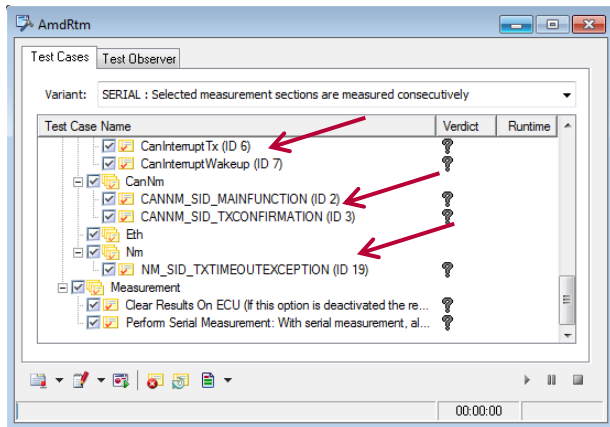 AmdRtm
Test Cases Test Observer
Variant: SERIAL : Selected measurement sections are measured consecutively
Test Case Name Verdict Runtime
CanInterruptTx (ID 6)
CanInterruptWakeup (ID 7)
CanNm
CANNM_SID_MAINFUNCTION (ID 2)
CANNM_SID_TXCONFIRMATION (ID 3)
Eth
Nm
NM_SID_TXTIMEOUTEXCEPTION (ID 19)
Measurement
Clear Results On ECU (If this option is deactivated the re...
Perform Serial Measurement: With serial measurement, al...
00:00:00